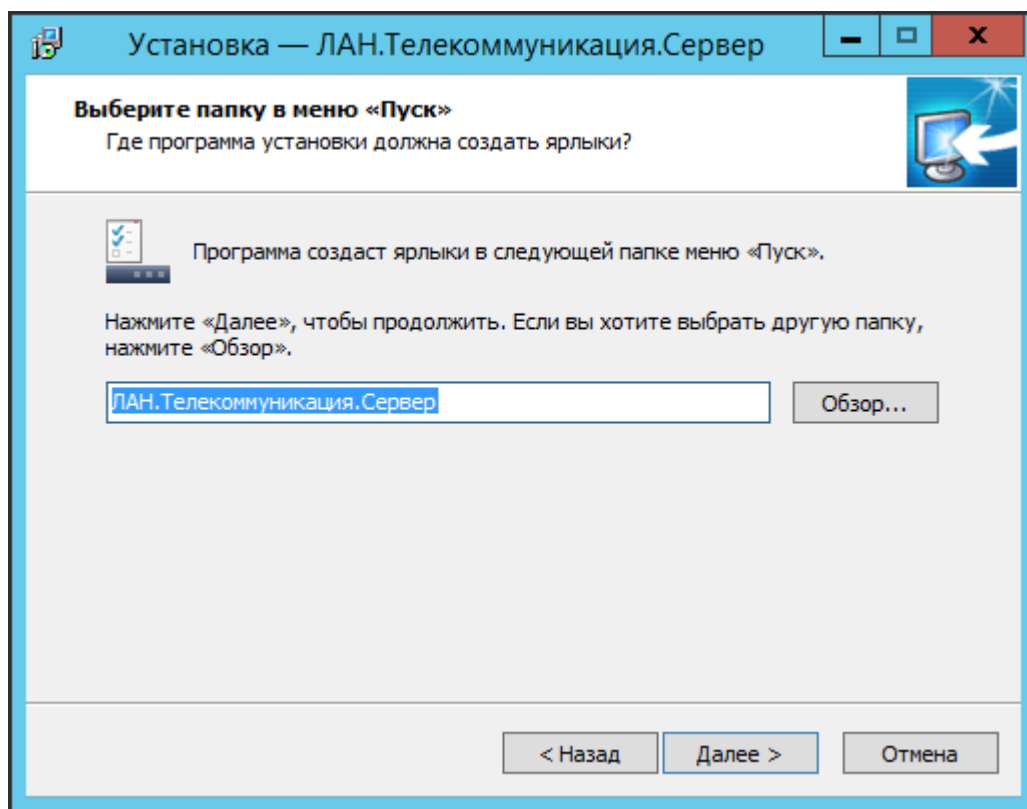 Установка — ЛАН.Телекоммуникация.Сервер
Выберите папку в меню «Пуск»
Где программа установки должна создать ярлыки?
Программа создаст ярлыки в следующей папке меню «Пуск».
Нажмите «Далее», чтобы продолжить. Если вы хотите выбрать другую папку,
нажмите «Обзор».
ЛАН.Телекоммуникация.Сервер
Обзор...
< Назад
Далее >
Отмена